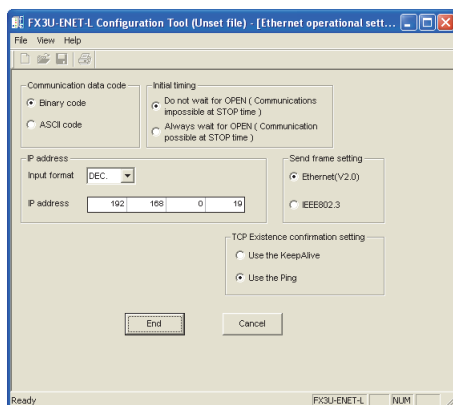 FX3U-ENET-L Configuration Tool (Unset file) - [Ethernet operational sett...
File View Help
Communication data code
Binary code
ASCII code
Initial timing
Do not wait for OPEN ( Communications
impossible at STOP time )
Always wait for OPEN ( Communication
possible at STOP time )
IP address
Input format DEC.
IP address 192 168 0 19
Send frame setting
Ethernet(V2.0)
IEEE802.3
TCP Existence confirmation setting
Use the KeepAlive
Use the Ping
End Cancel
Ready FX3U-ENET-L NUM